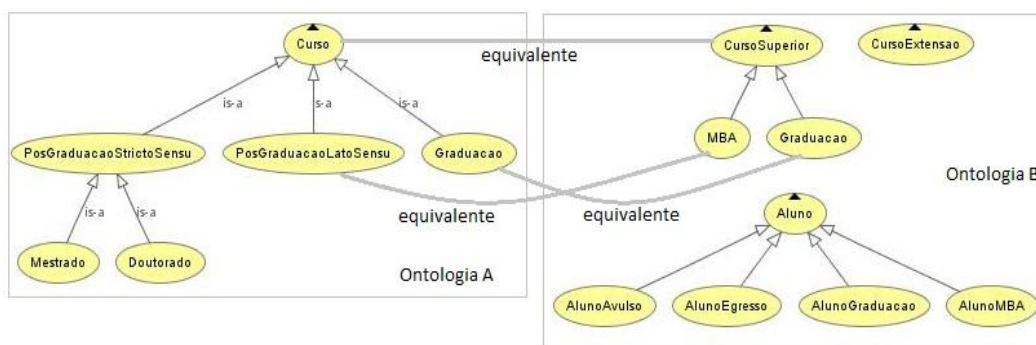 Curso
equivalente
CursoSuperior
CursoExtensao
is-a
s-a
is-a
PosGraduacaoStrictoSensu
PosGraduacaoLatoSensu
Graduacao
MBA
Graduacao
Ontologia B
is-a
is-a
equivalente
equivalente
Aluno
Mestrado
Doutorado
Ontologia A
AlunoAvulso
AlunoEgresso
AlunoGraduacao
AlunoMBA